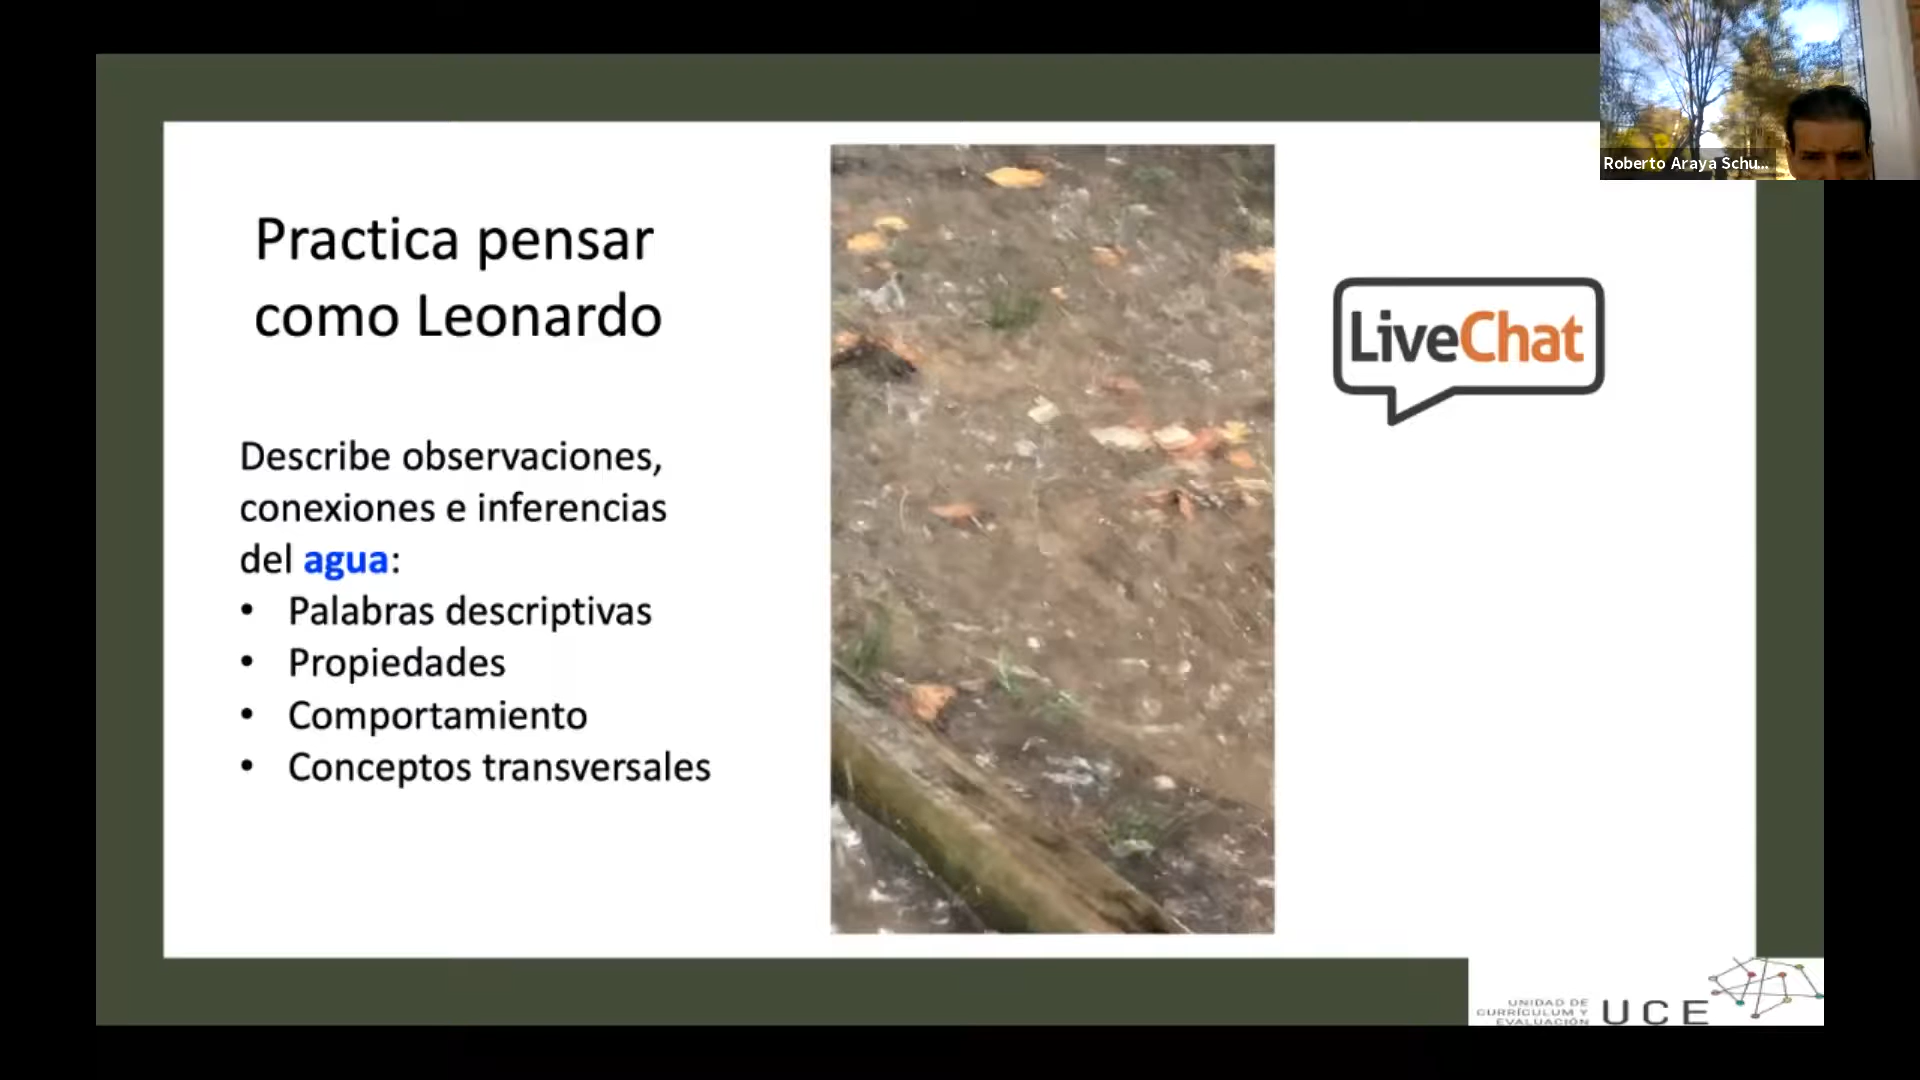 Roberto Araya Schu...
Practica pensar
como Leonardo
LiveChat
Describe observaciones,
conexiones e inferencias
del agua:
• Palabras descriptivas
• Propiedades
• Comportamiento
• Conceptos transversales
UNIDAD DE
CURRÍCULUM Y
EVALUACIÓN
UCE